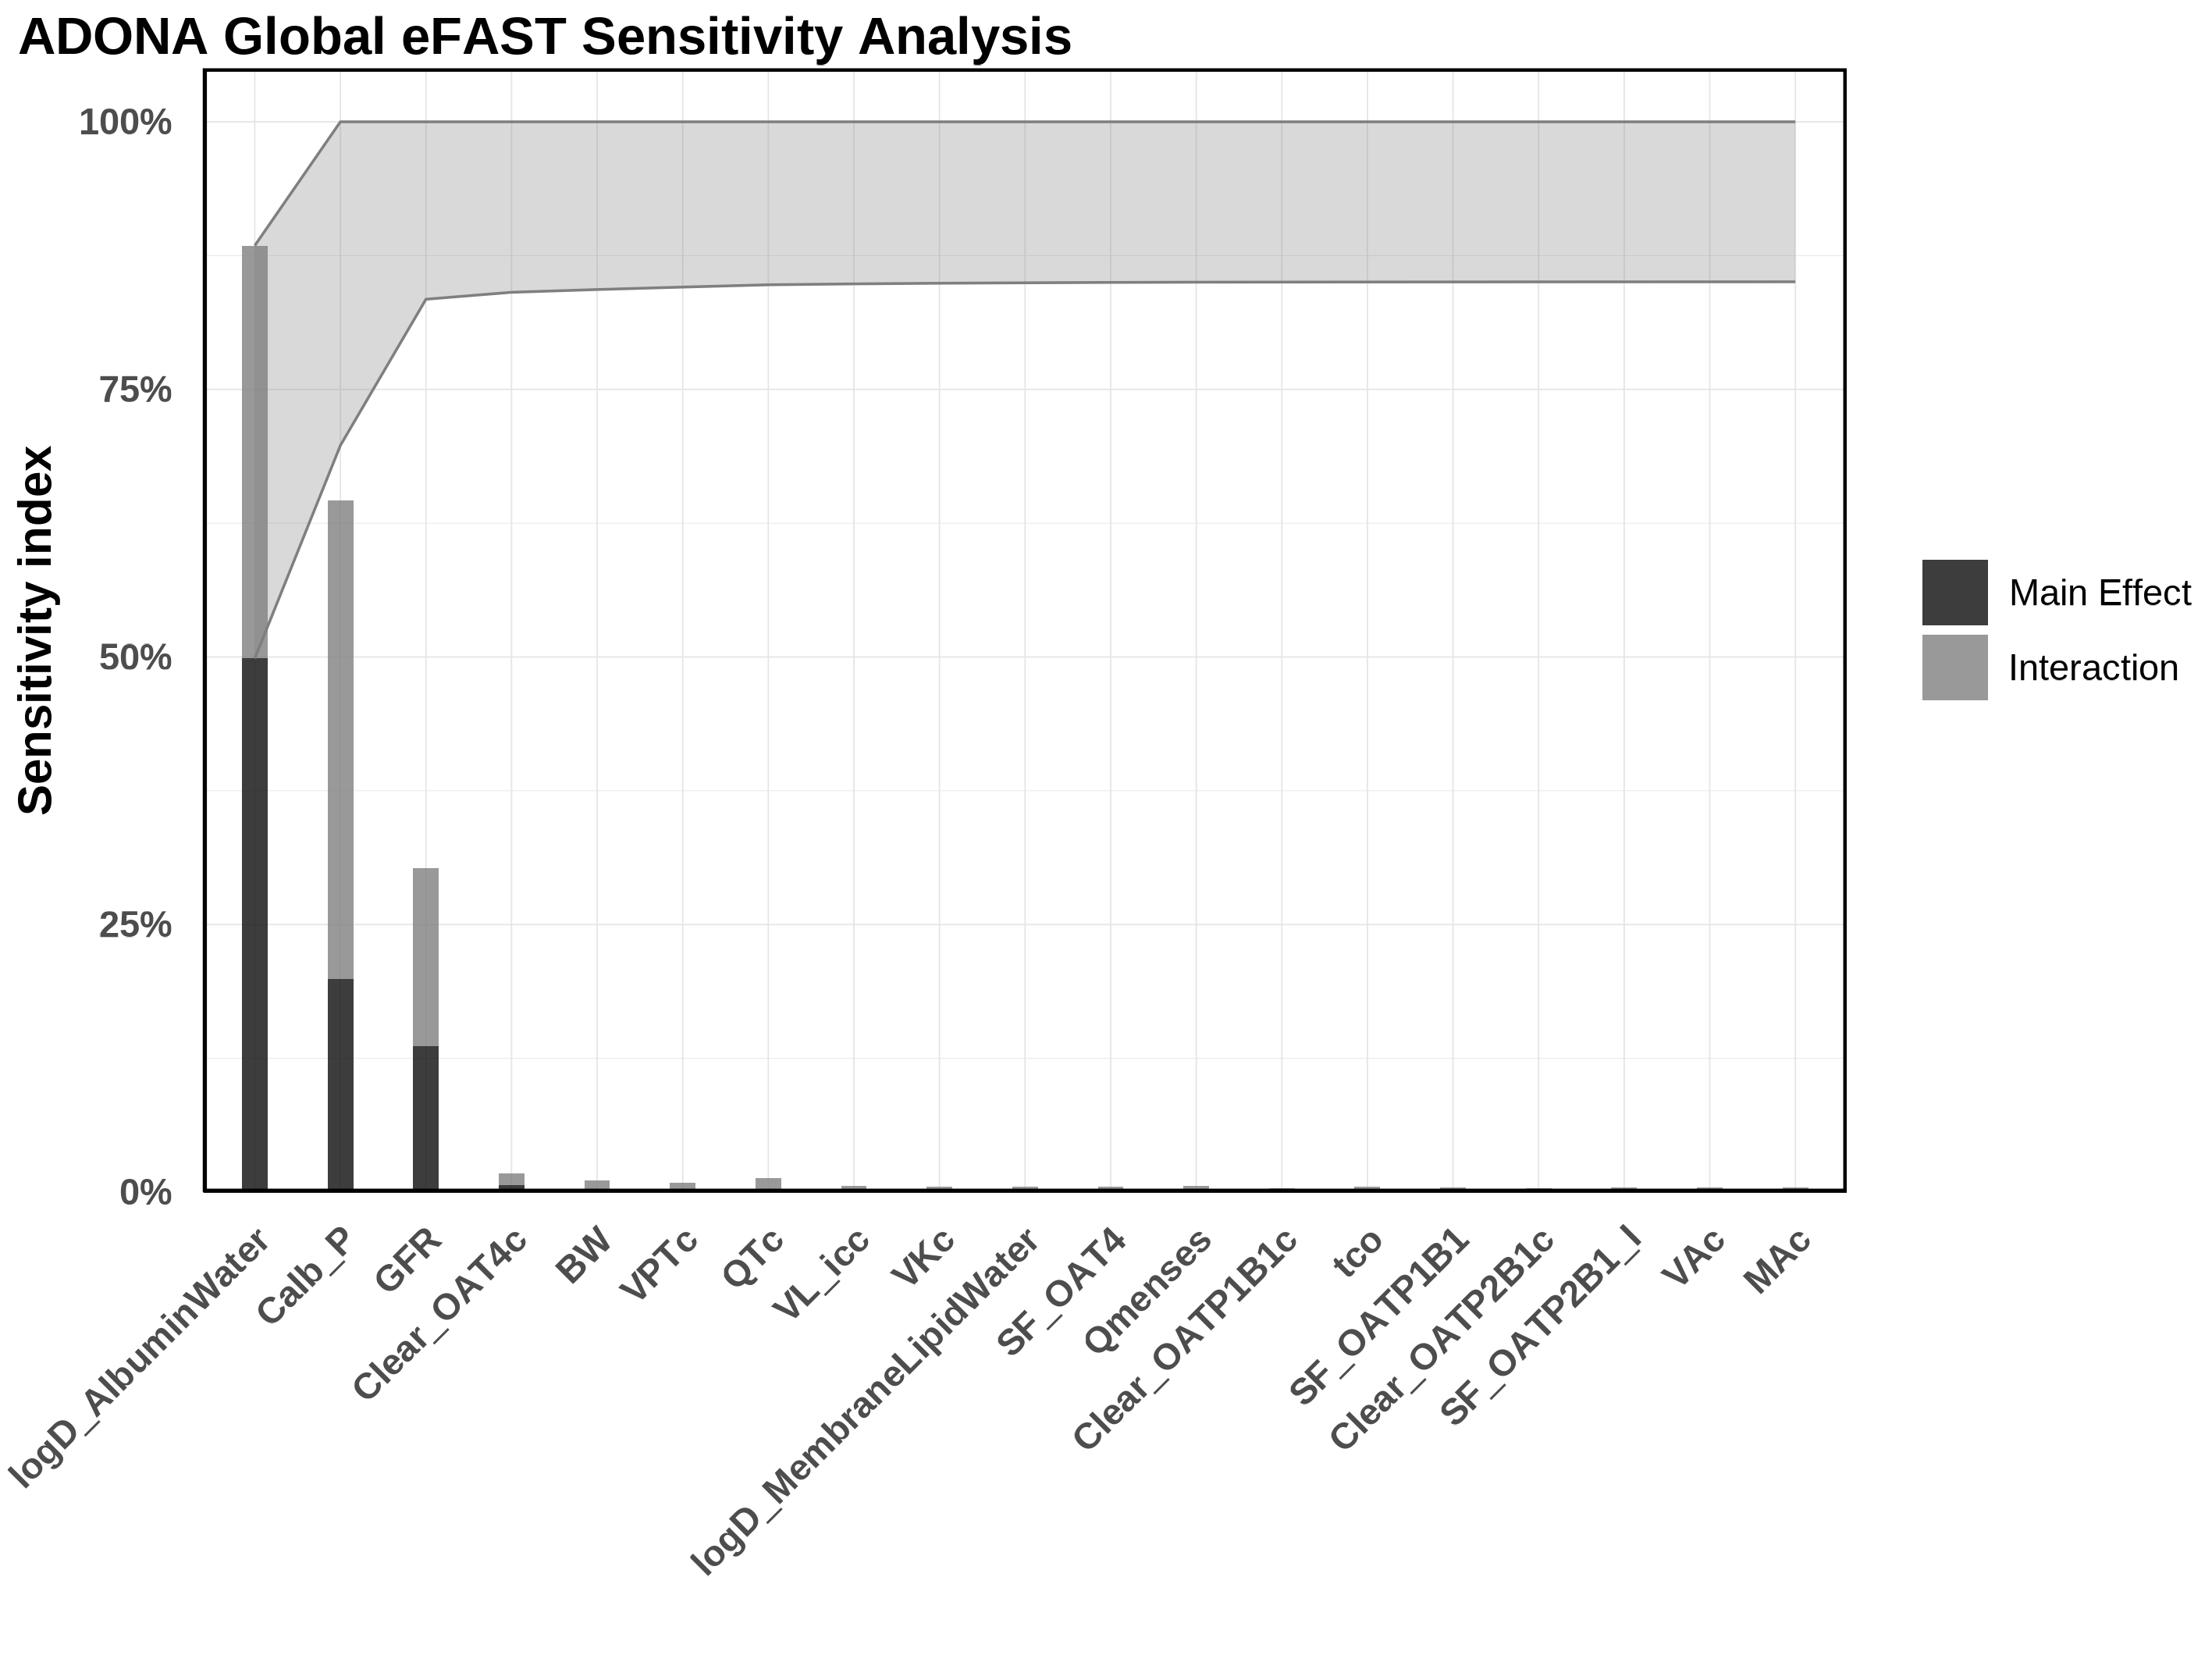 ADONA Global eFAST Sensitivity Analysis
100%
75%
50%
25%
0%
Sensitivity index
Main Effect
Interaction
logD_AlbuminWater
Calb_P
GFR
Clear_OAT4c
BW
VPTc
QTc
VL_icc
VKc
logD_MembraneLipidWater
SF_OAT4
Qmenses
Clear_OATP1B1c
tco
SF_OATP1B1
Clear_OATP2B1c
SF_OATP2B1_l
VAc
MAc